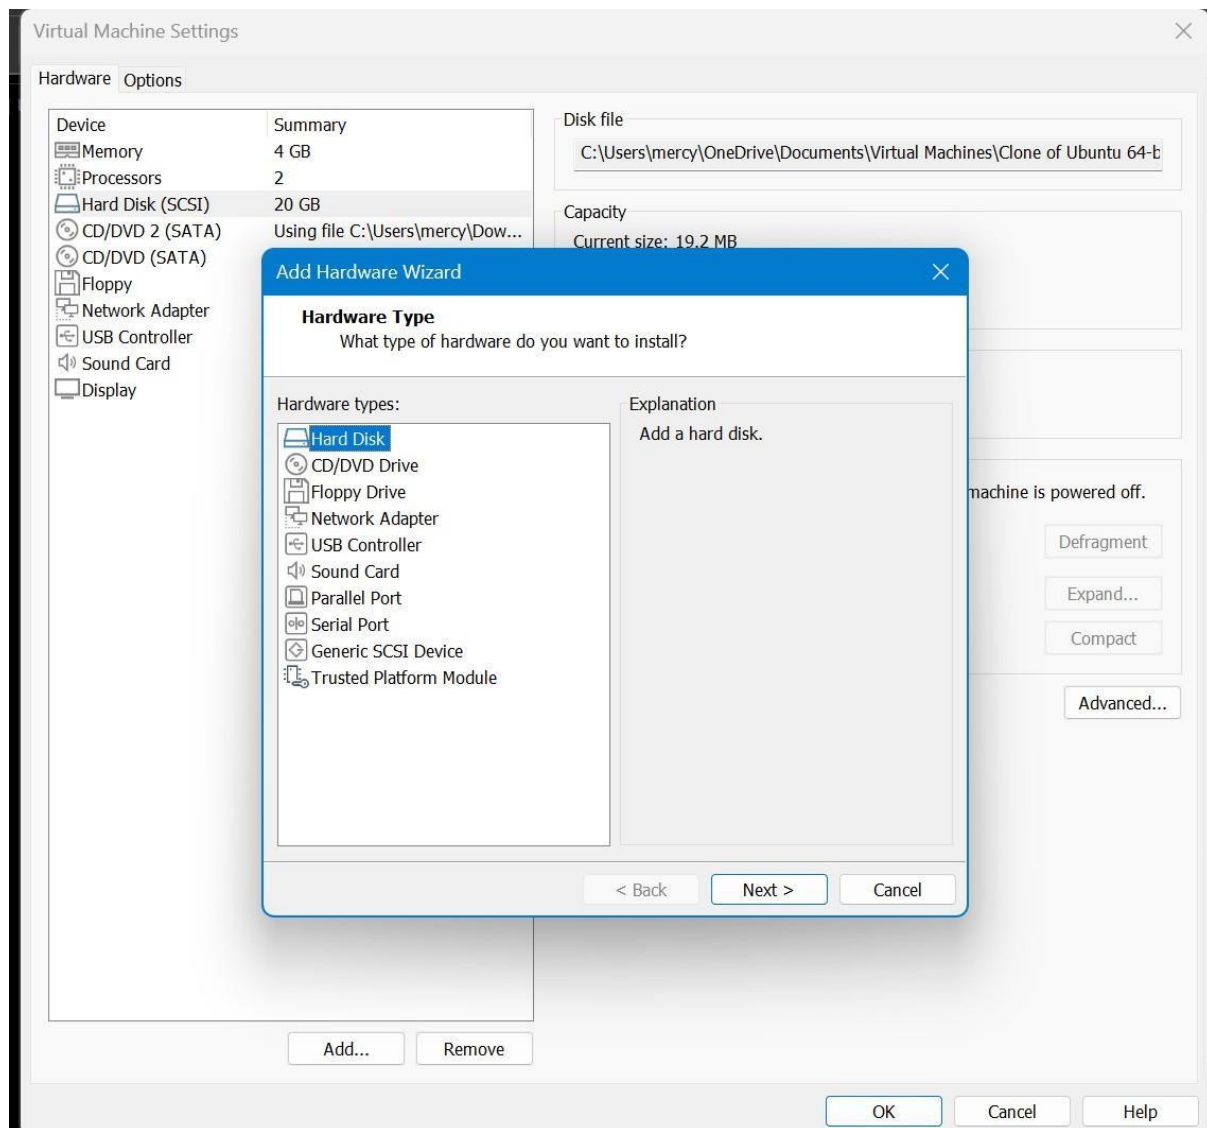 Virtual Machine Settings
Hardware Options
Device Summary
Memory 4 GB
Processors 2
Hard Disk (SCSI) 20 GB
CD/DVD 2 (SATA) Using file C:\Users\mercy\Dow...
CD/DVD (SATA)
Floppy
Network Adapter
USB Controller
Sound Card
Display
Disk file
C:\Users\mercy\OneDrive\Documents\Virtual Machines\Clone of Ubuntu 64-b
Capacity
Current size: 19.2 MB
Add Hardware Wizard
Hardware Type
What type of hardware do you want to install?
Hardware types:
Hard Disk
CD/DVD Drive
Floppy Drive
Network Adapter
USB Controller
Sound Card
Parallel Port
Serial Port
Generic SCSI Device
Trusted Platform Module
Explanation
Add a hard disk.
< Back Next > Cancel
machine is powered off.
Defragment
Expand...
Compact
Advanced...
Add... Remove
OK Cancel Help